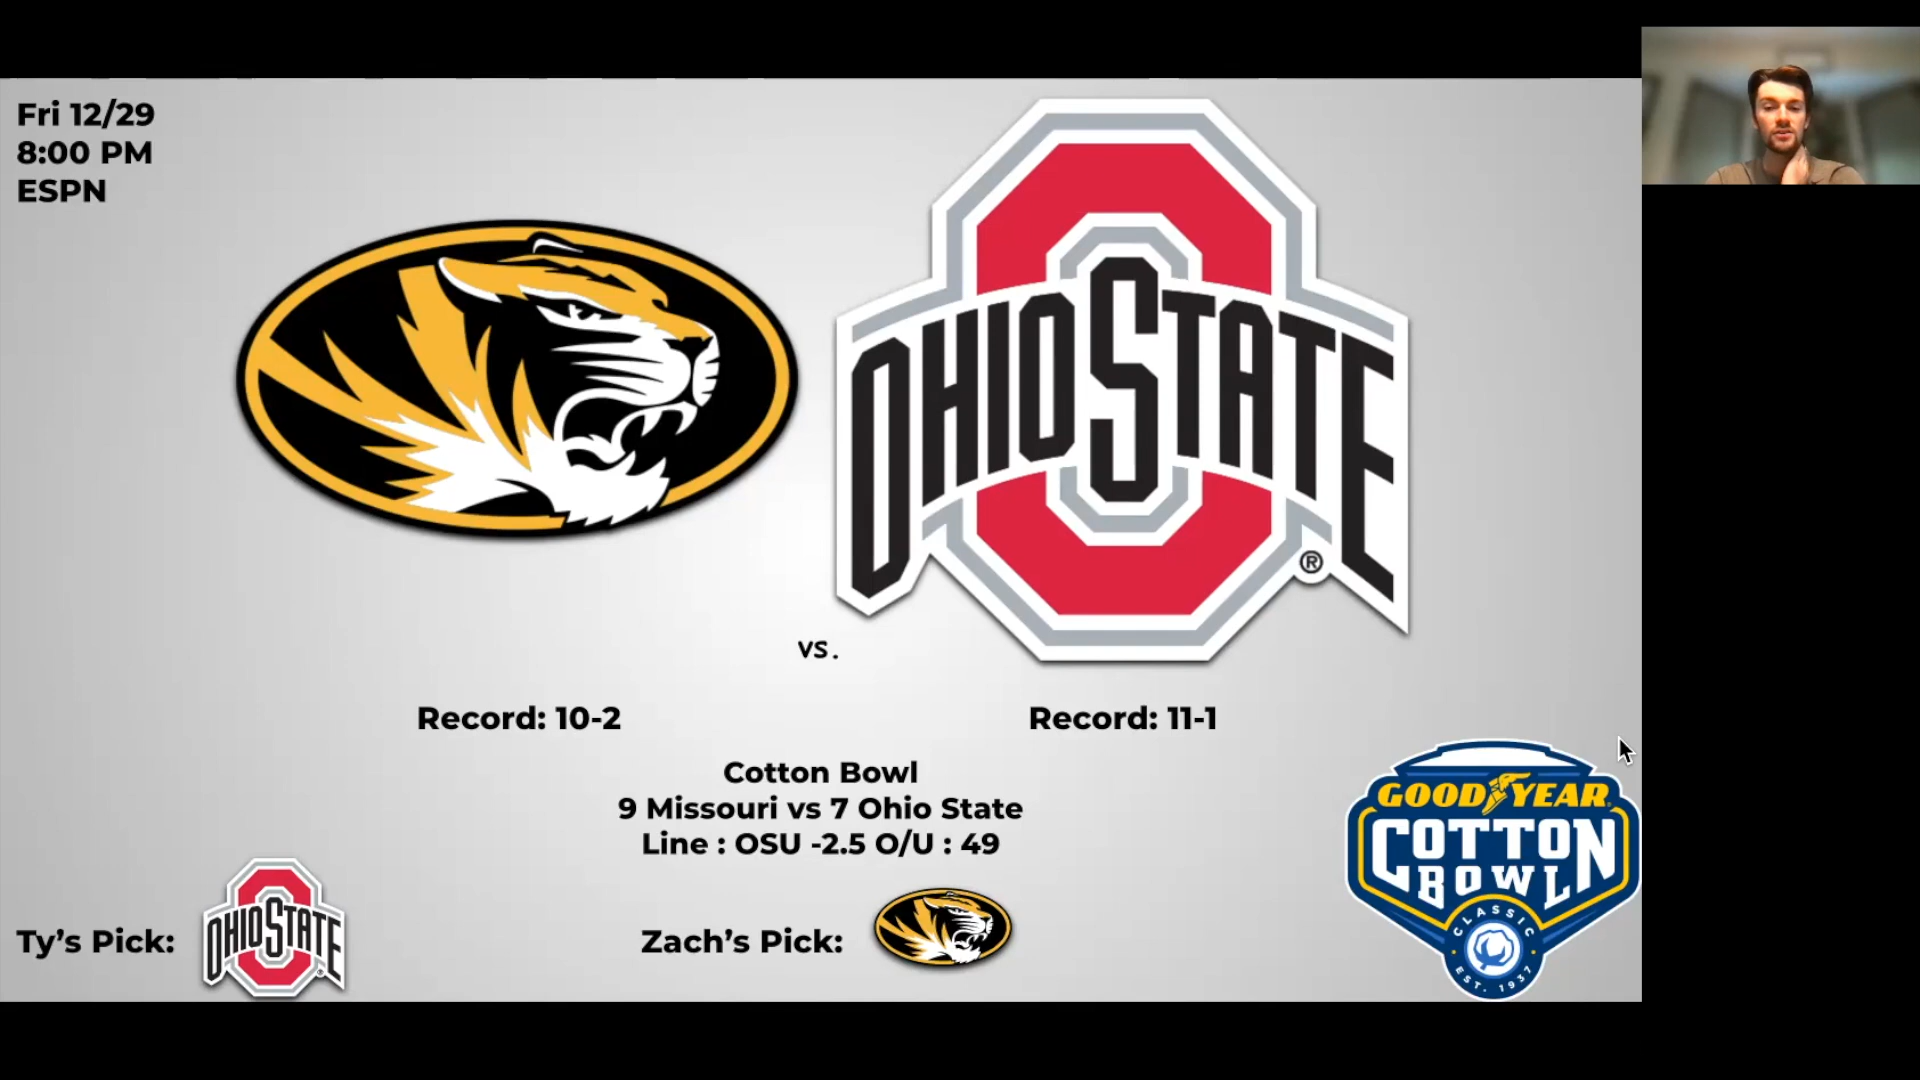 Fri 12/29
8:00 PM
ESPN
OHIO STATE
®
vs.
Record: 10-2
Record: 11-1
Cotton Bowl
9 Missouri vs 7 Ohio State
Line : OSU -2.5 O/U : 49
Ty's Pick:
OHIO STATE
Zach's Pick:
GOOD YEAR
COTTON
BOWL
CLASSIC
EST. 1937